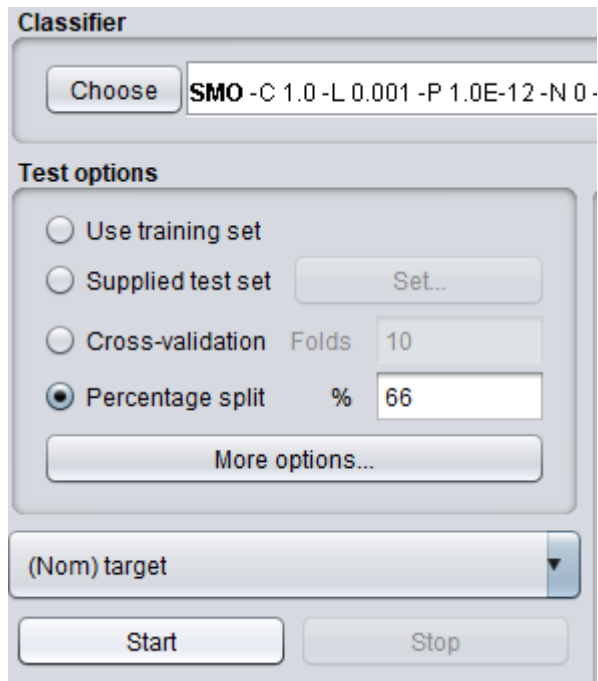 Classifier
Choose SMO -C 1.0 -L 0.001 -P 1.0E-12 -N 0 -
Test options
Use training set
Supplied test set Set...
Cross-validation Folds 10
Percentage split % 66
More options...
(Nom) target
Start Stop